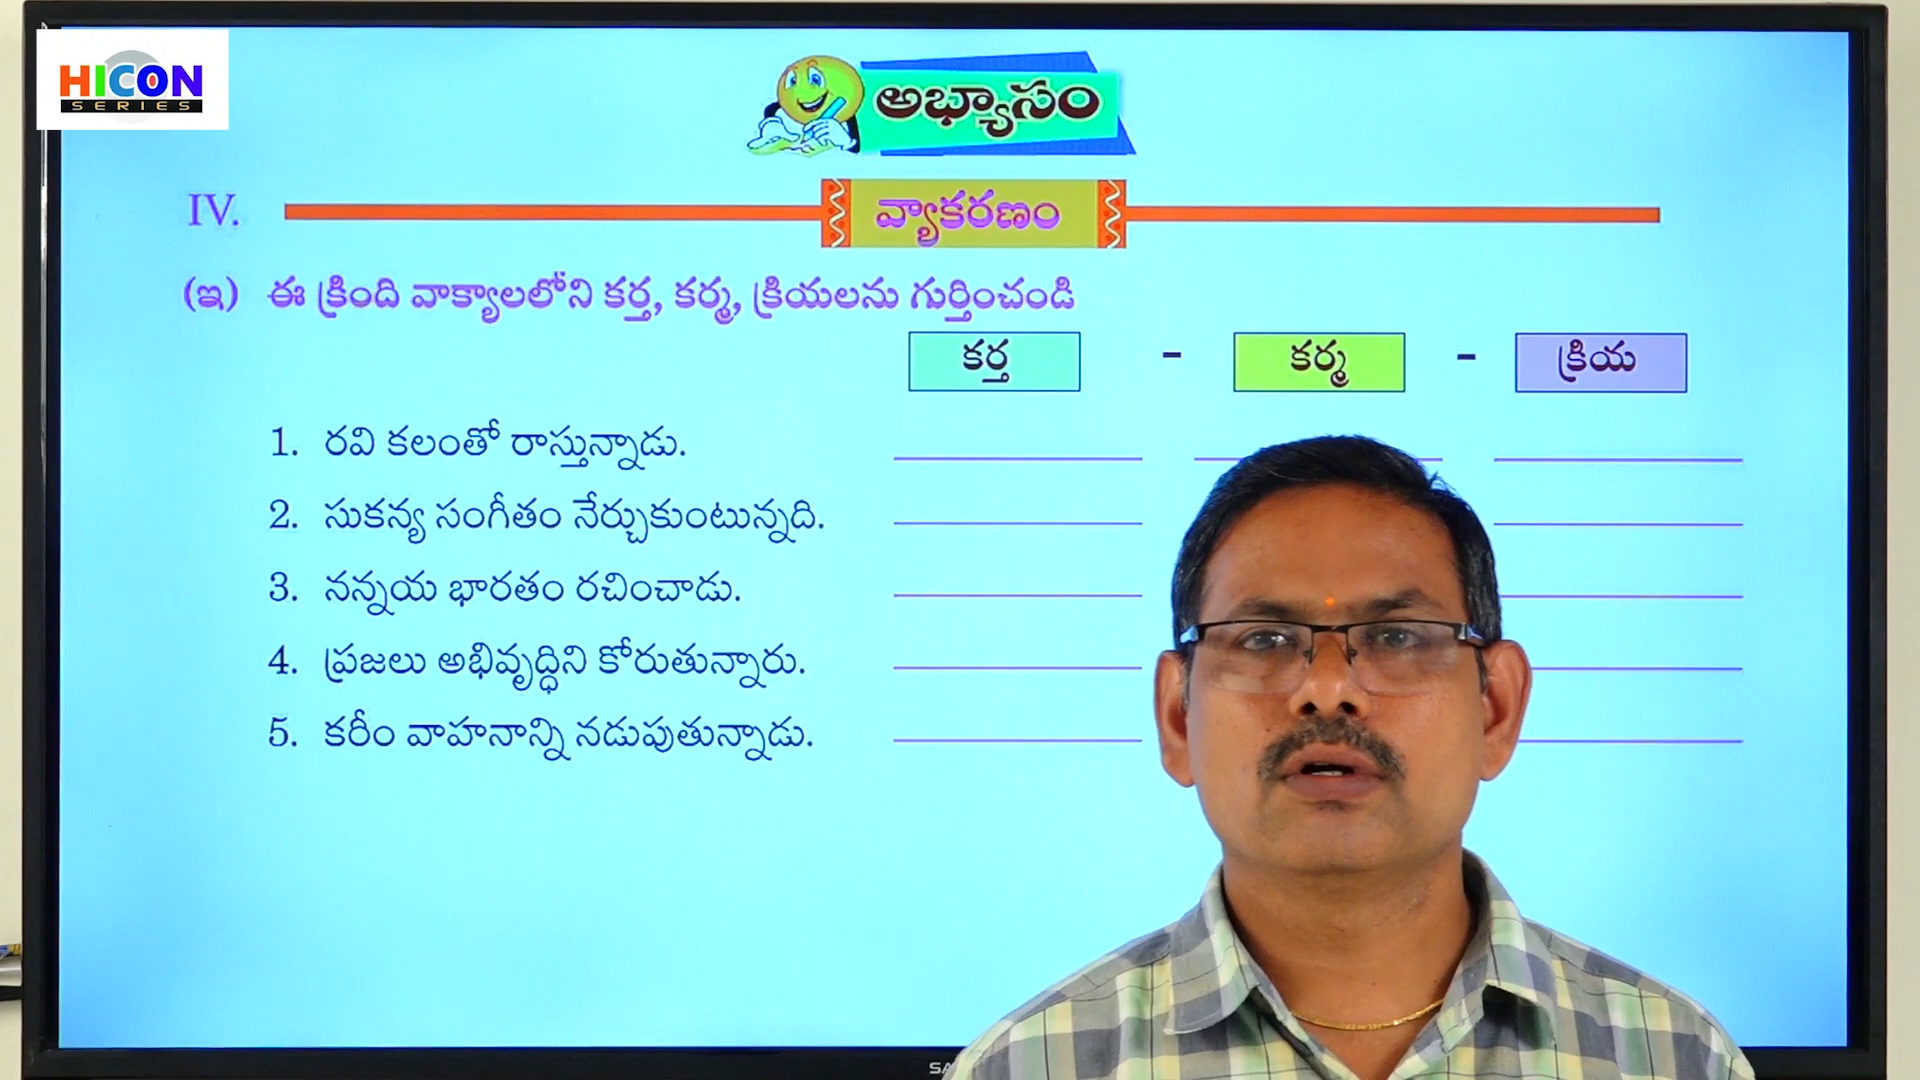 HICON
SERIES
అభ్యాసం
IV.
వ్యాకరణం
(ఇ) ఈ క్రింది వాక్యాలలోని కర్త, కర్మ, క్రియలను గుర్తించండి
కర్త - కర్మ - క్రియ
1. రవి కలంతో రాస్తున్నాడు.
2. సుకన్య సంగీతం నేర్చుకుంటున్నది.
3. నన్నయ భారతం రచించాడు.
4. ప్రజలు అభివృద్ధిని కోరుతున్నారు.
5. కరీం వాహనాన్ని నడుపుతున్నాడు.